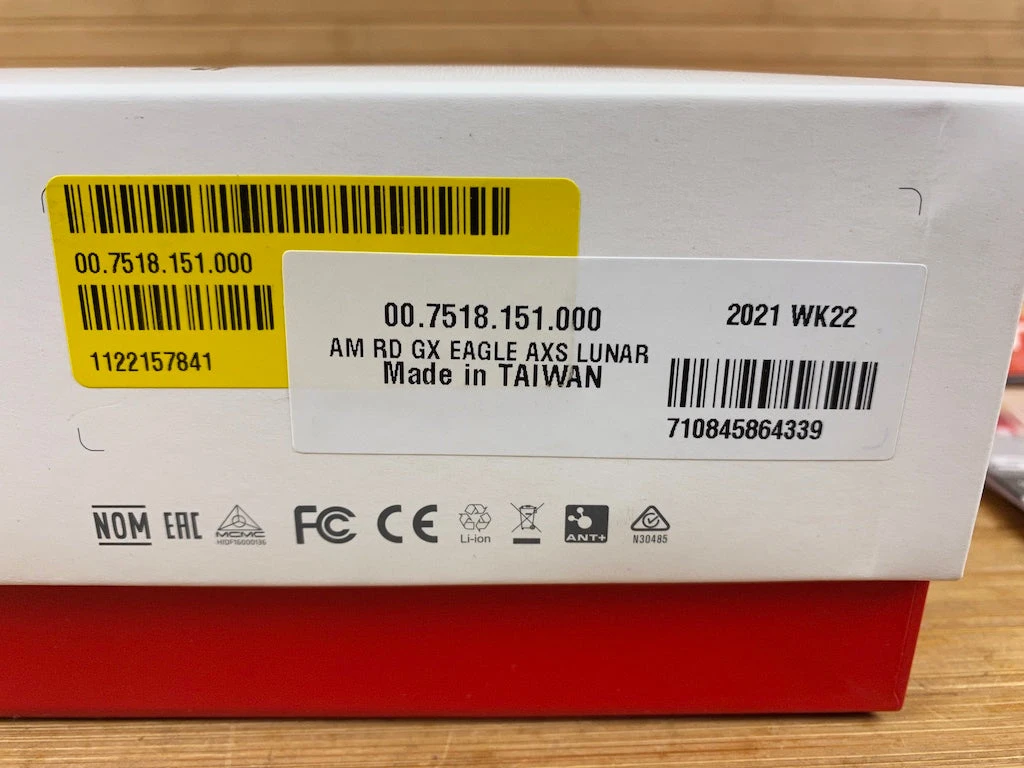 00.7518.151.000
1122157841
00.7518.151.000
AM RD GX EAGLE AXS LUNAR
Made in TAIWAN
2021 WK22
710845864339
NOM EAC MCMC FC CE Li-ion ANT+
HIDF16000136
N30485